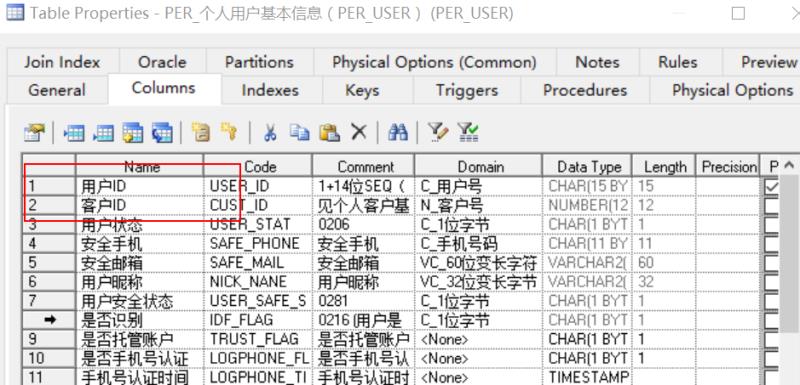 Table Properties - PER_个人用户基本信息（PER_USER） (PER_USER)
Join Index Oracle Partitions Physical Options (Common) Notes Rules Preview
General Columns Indexes Keys Triggers Procedures Physical Options
Name Code Comment Domain Data Type Length Precision P
1 用户ID USER_ID 1+14位SEQ（ C_用户号 CHAR(15 BY 15
2 客户ID CUST_ID 见个人客户基 N_客户号 NUMBER(12 12
3 用户状态 USER_STAT 0206 C_1位字节 CHAR(1 BYT 1
4 安全手机 SAFE_PHONE 安全手机 C_手机号码 CHAR(11 BY 11
5 安全邮箱 SAFE_MAIL 安全邮箱 VC_60位变长字符 VARCHAR2( 60
6 用户昵称 NICK_NANE 用户昵称 VC_32位变长字节 VARCHAR2( 32
7 用户安全状态 USER_SAFE_S 0281 C_1位字节 CHAR(1 BYT 1
是否识别 IDF_FLAG 0216 (用户是 C_1位字节 CHAR(1 BYT 1
9 是否托管账户 TRUST_FLAG 是否托管账户 <None> CHAR(1 BYT 1
10 是否手机号认证 LOGPHONE_FL 是否手机号认 <None> CHAR(1 BYT 1
11 手机号认证时间 LOGPHONE_TI 手机号认证时 <None> TIMESTAMP